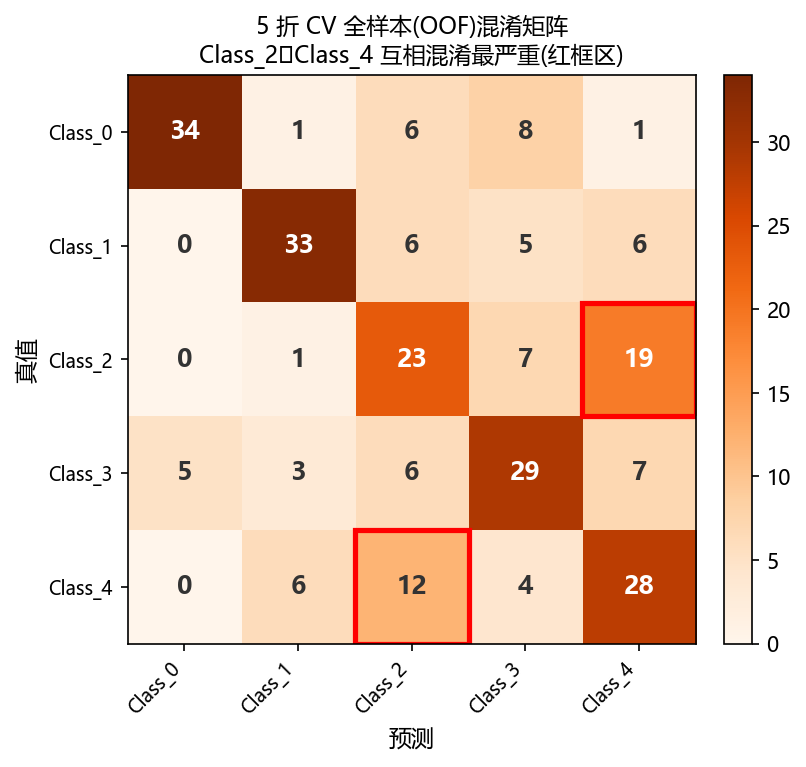 5 折 CV 全样本(OOF)混淆矩阵
Class_2▯Class_4 互相混淆最严重(红框区)
真值
Class_0 34 1 6 8 1
Class_1 0 33 6 5 6
Class_2 0 1 23 7 19
Class_3 5 3 6 29 7
Class_4 0 6 12 4 28
Class_0 Class_1 Class_2 Class_3 Class_4
预测
30
25
20
15
10
5
0